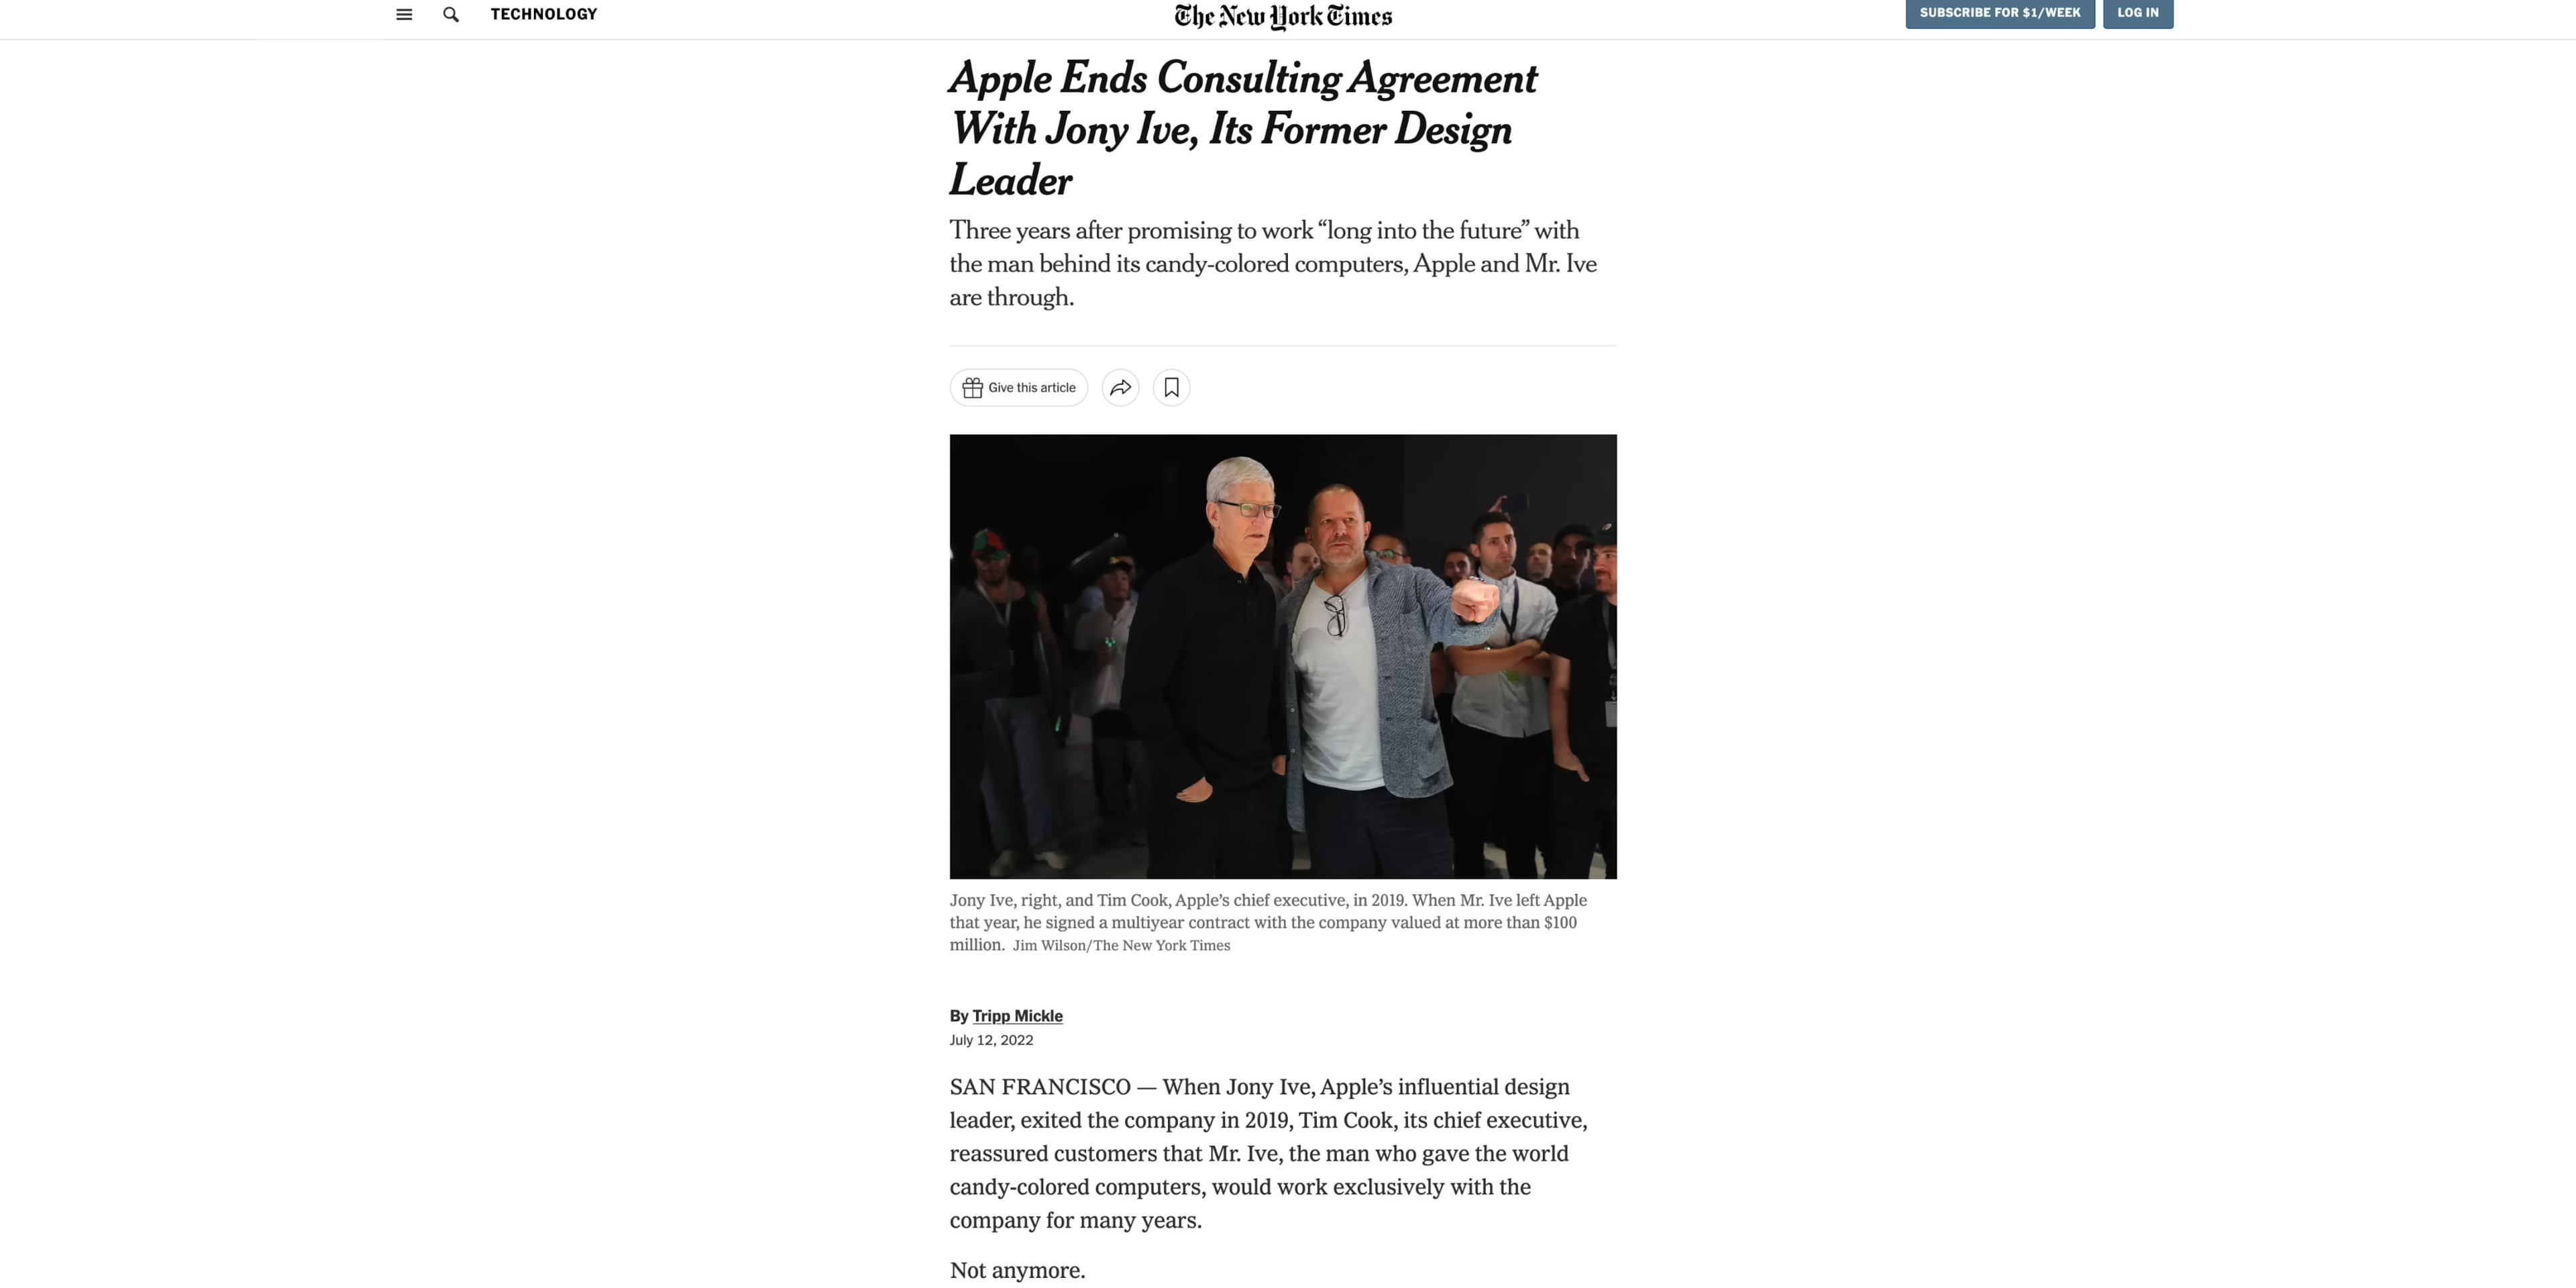 TECHNOLOGY
The New York Times
SUBSCRIBE FOR $1/WEEK
LOG IN
Apple Ends Consulting Agreement
With Jony Ive, Its Former Design
Leader
Three years after promising to work “long into the future” with
the man behind its candy-colored computers, Apple and Mr. Ive
are through.
Give this article
Jony Ive, right, and Tim Cook, Apple’s chief executive, in 2019. When Mr. Ive left Apple
that year, he signed a multiyear contract with the company valued at more than $100
million. Jim Wilson/The New York Times
By Tripp Mickle
July 12, 2022
SAN FRANCISCO — When Jony Ive, Apple’s influential design
leader, exited the company in 2019, Tim Cook, its chief executive,
reassured customers that Mr. Ive, the man who gave the world
candy-colored computers, would work exclusively with the
company for many years.
Not anymore.